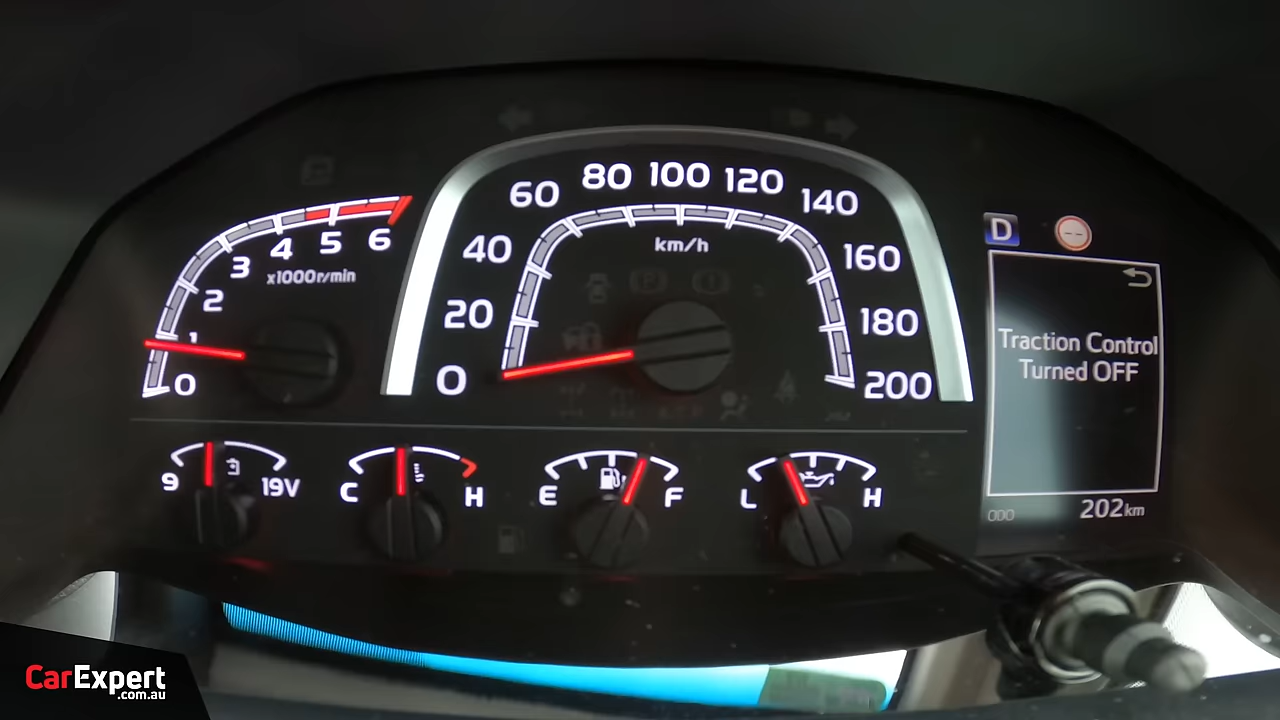 0
1
2
3
4
5
6
x1000r/min
0
20
40
60
80
100
120
140
160
180
200
km/h
D
--
Traction Control
Turned OFF
ODO
202km
9
19V
C
H
E
F
L
H
CarExpert
.com.au